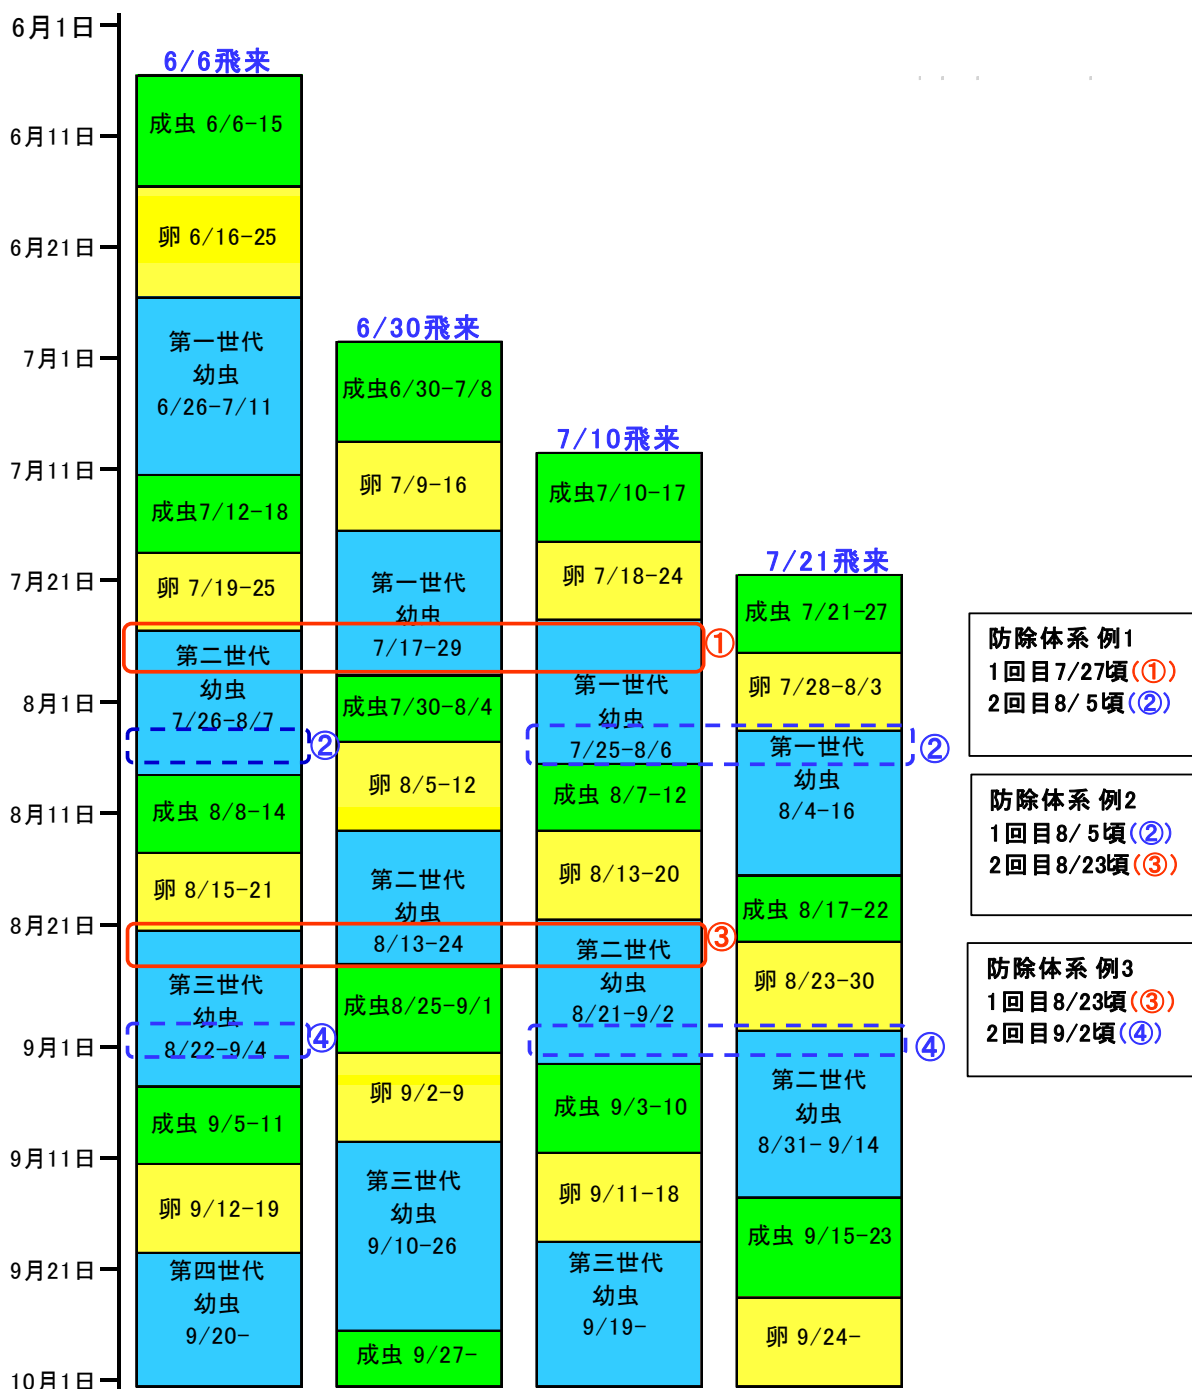 6月1日
6月11日
6月21日
7月1日
7月11日
7月21日
8月1日
8月11日
8月21日
9月1日
9月11日
9月21日
10月1日
6/6飛来
成虫 6/6-15
卵 6/16-25
第一世代
幼虫
6/26-7/11
成虫7/12-18
卵 7/19-25
第二世代
幼虫
7/26-8/7
②
成虫 8/8-14
卵 8/15-21
第三世代
幼虫
8/22-9/4
④
成虫 9/5-11
卵 9/12-19
第四世代
幼虫
9/20-
6/30飛来
成虫6/30-7/8
卵 7/9-16
第一世代
幼虫
7/17-29
成虫7/30-8/4
卵 8/5-12
第二世代
幼虫
8/13-24
成虫8/25-9/1
卵 9/2-9
第三世代
幼虫
9/10-26
成虫 9/27-
7/10飛来
成虫7/10-17
卵 7/18-24
①
第一世代
幼虫
7/25-8/6
成虫 8/7-12
卵 8/13-20
③
第二世代
幼虫
8/21-9/2
成虫 9/3-10
卵 9/11-18
第三世代
幼虫
9/19-
7/21飛来
成虫 7/21-27
卵 7/28-8/3
②
第一世代
幼虫
8/4-16
成虫 8/17-22
卵 8/23-30
④
第二世代
幼虫
8/31-9/14
成虫 9/15-23
卵 9/24-
防除体系 例1
1回目7/27頃(①)
2回目8/5頃(②)
防除体系 例2
1回目8/5頃(②)
2回目8/23頃(③)
防除体系 例3
1回目8/23頃(③)
2回目9/2頃(④)